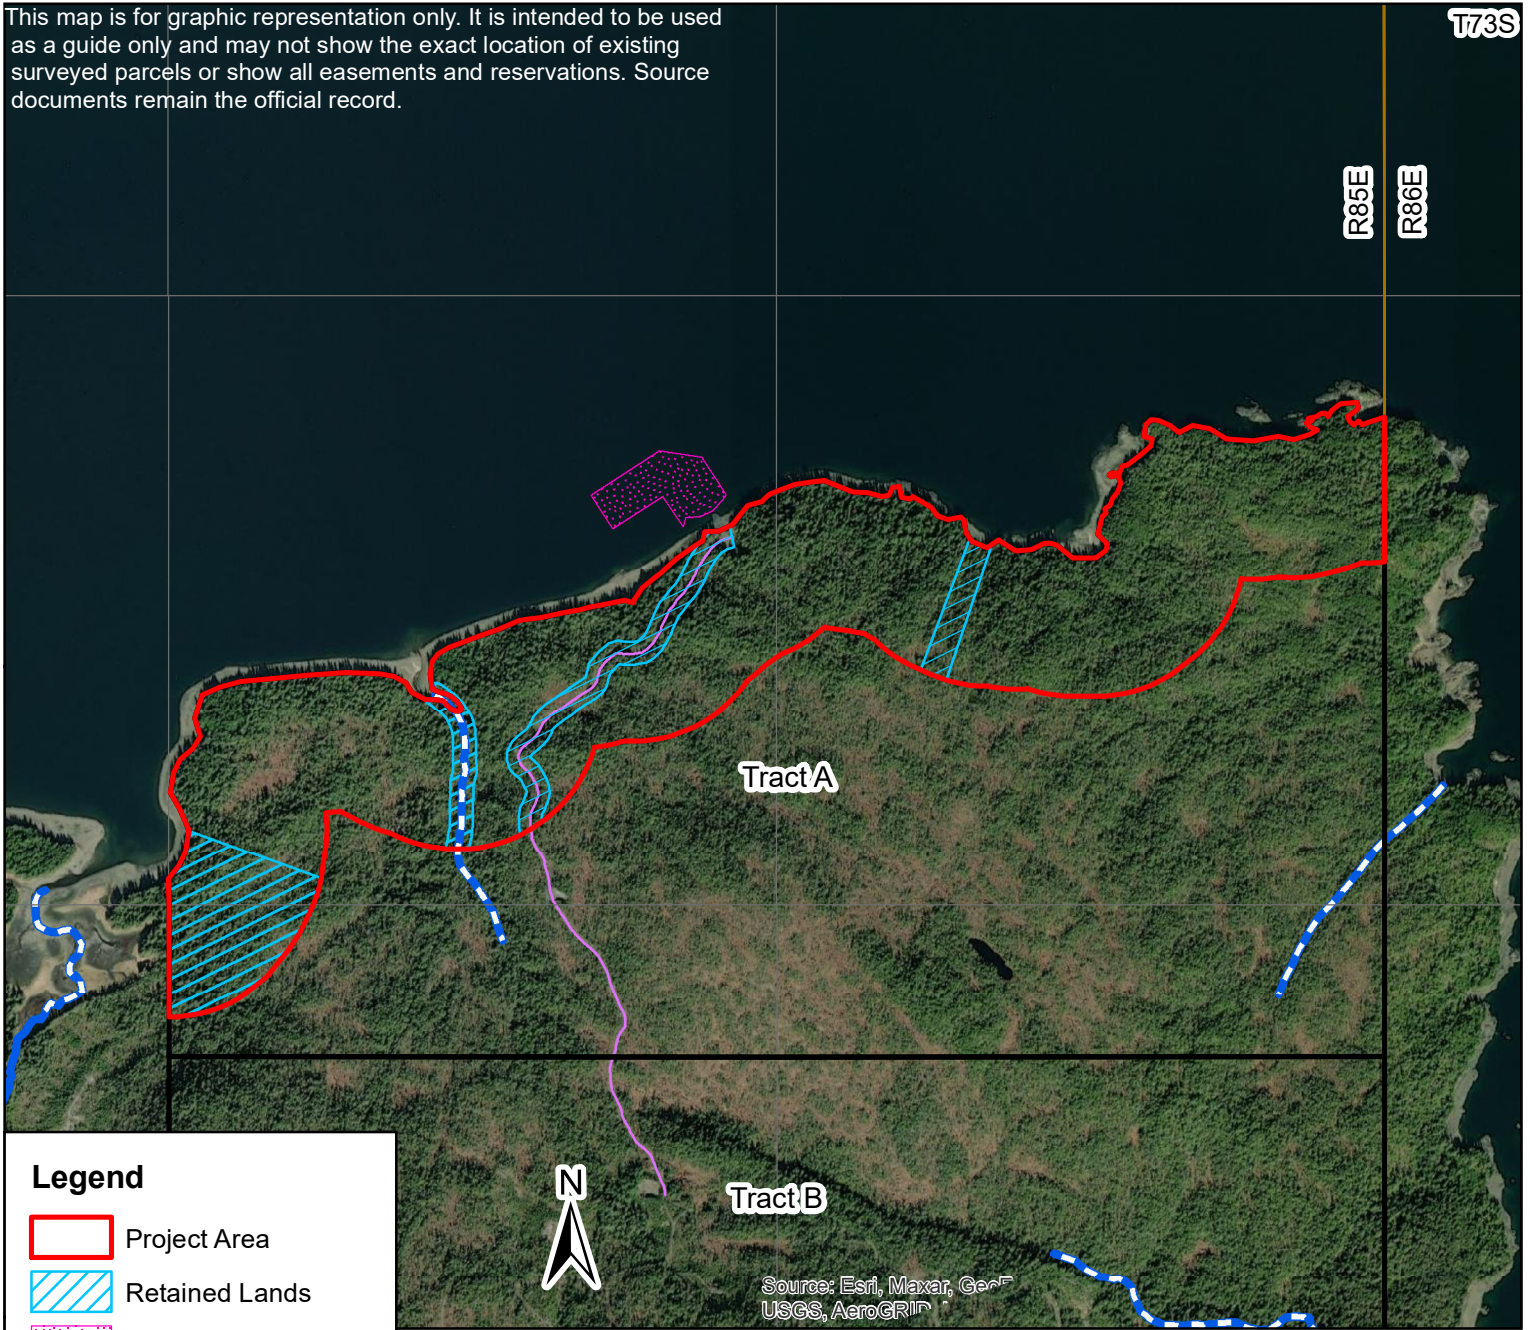 This map is for graphic representation only. It is intended to be used
as a guide only and may not show the exact location of existing
surveyed parcels or show all easements and reservations. Source
documents remain the official record.
T73S
R85E
R86E
Tract A
Tract B
N
Legend
Project Area
Retained Lands
Source: Esri, Maxar,
USGS,